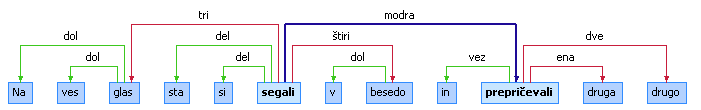 modra
tri štiri dve
dol del dol del dol vez ena
Na ves glas sta si segali v besedo in prepričevali druga drugo